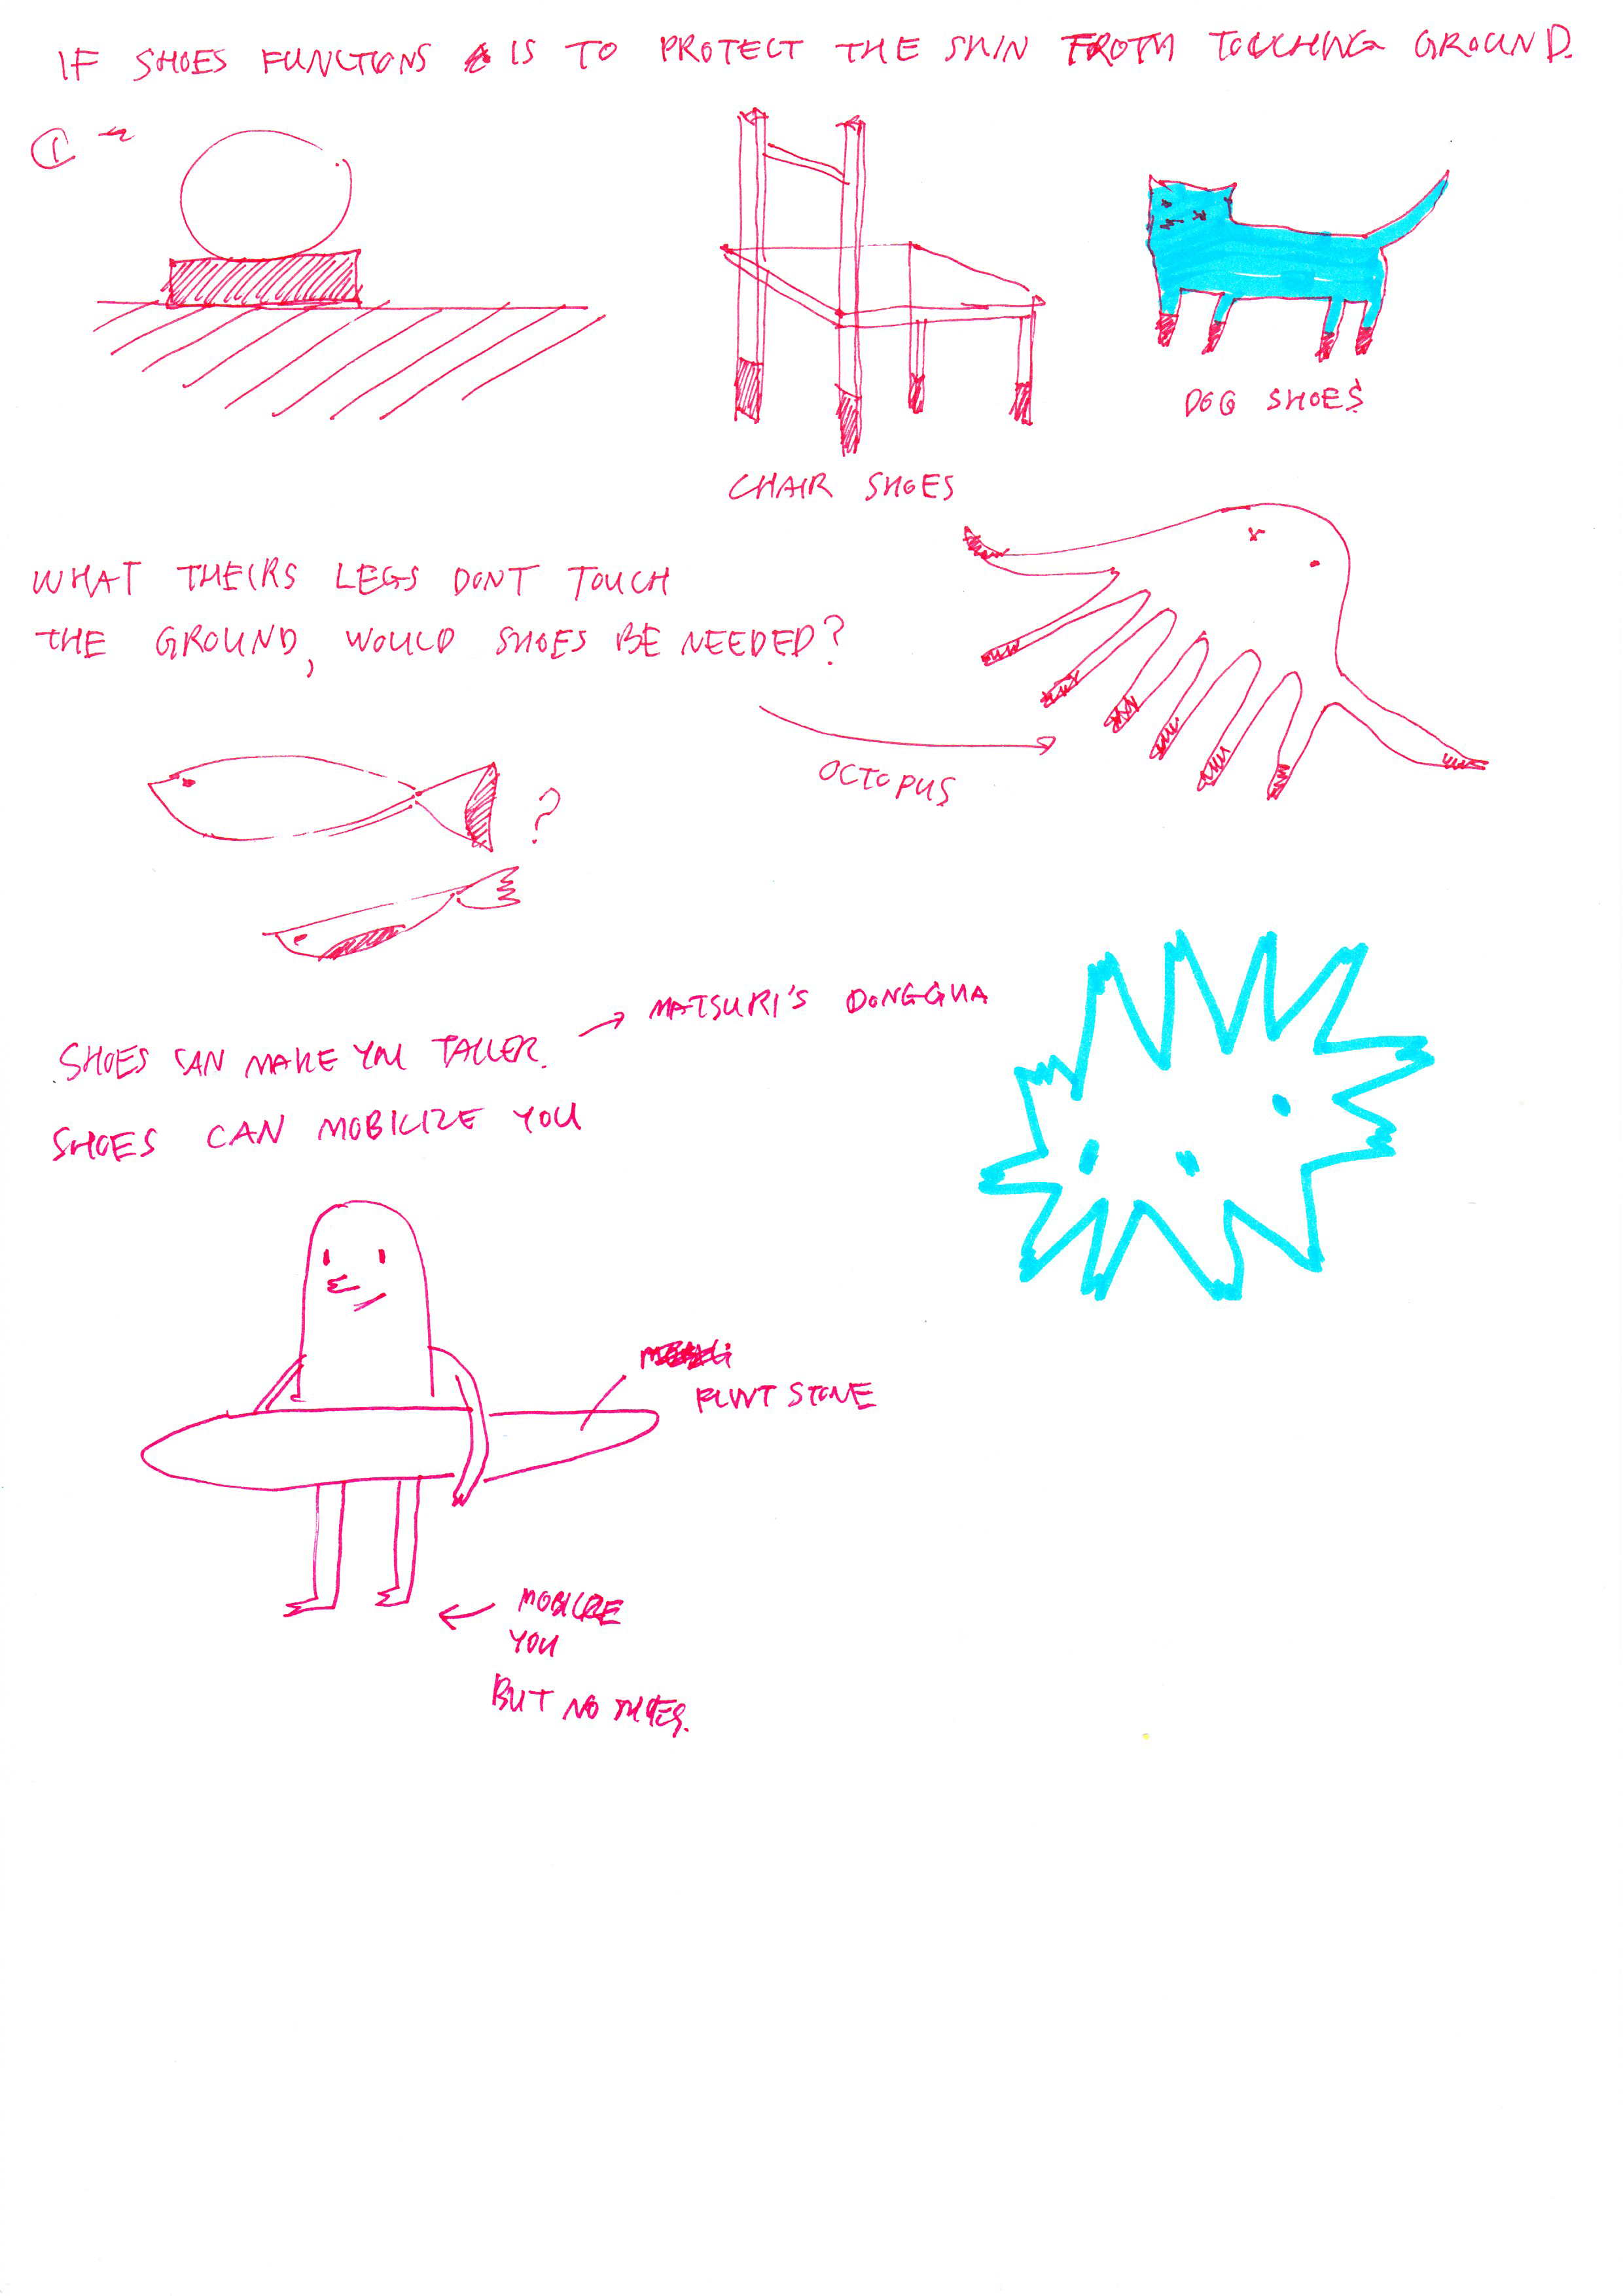 IF SHOES FUNCTIONS IS TO PROTECT THE SKIN FROM TOUCHING GROUND.
①
DOG SHOES
CHAIR SHOES
WHAT THEIRS LEGS DONT TOUCH
THE GROUND, WOULD SHOES BE NEEDED?
OCTOPUS
?
MATSURI'S DONGGUA
SHOES CAN MAKE YOU TALLER.
SHOES CAN MOBILIZE YOU
FLINT STONE
MOBILIZE
YOU
BUT NO SHOES.